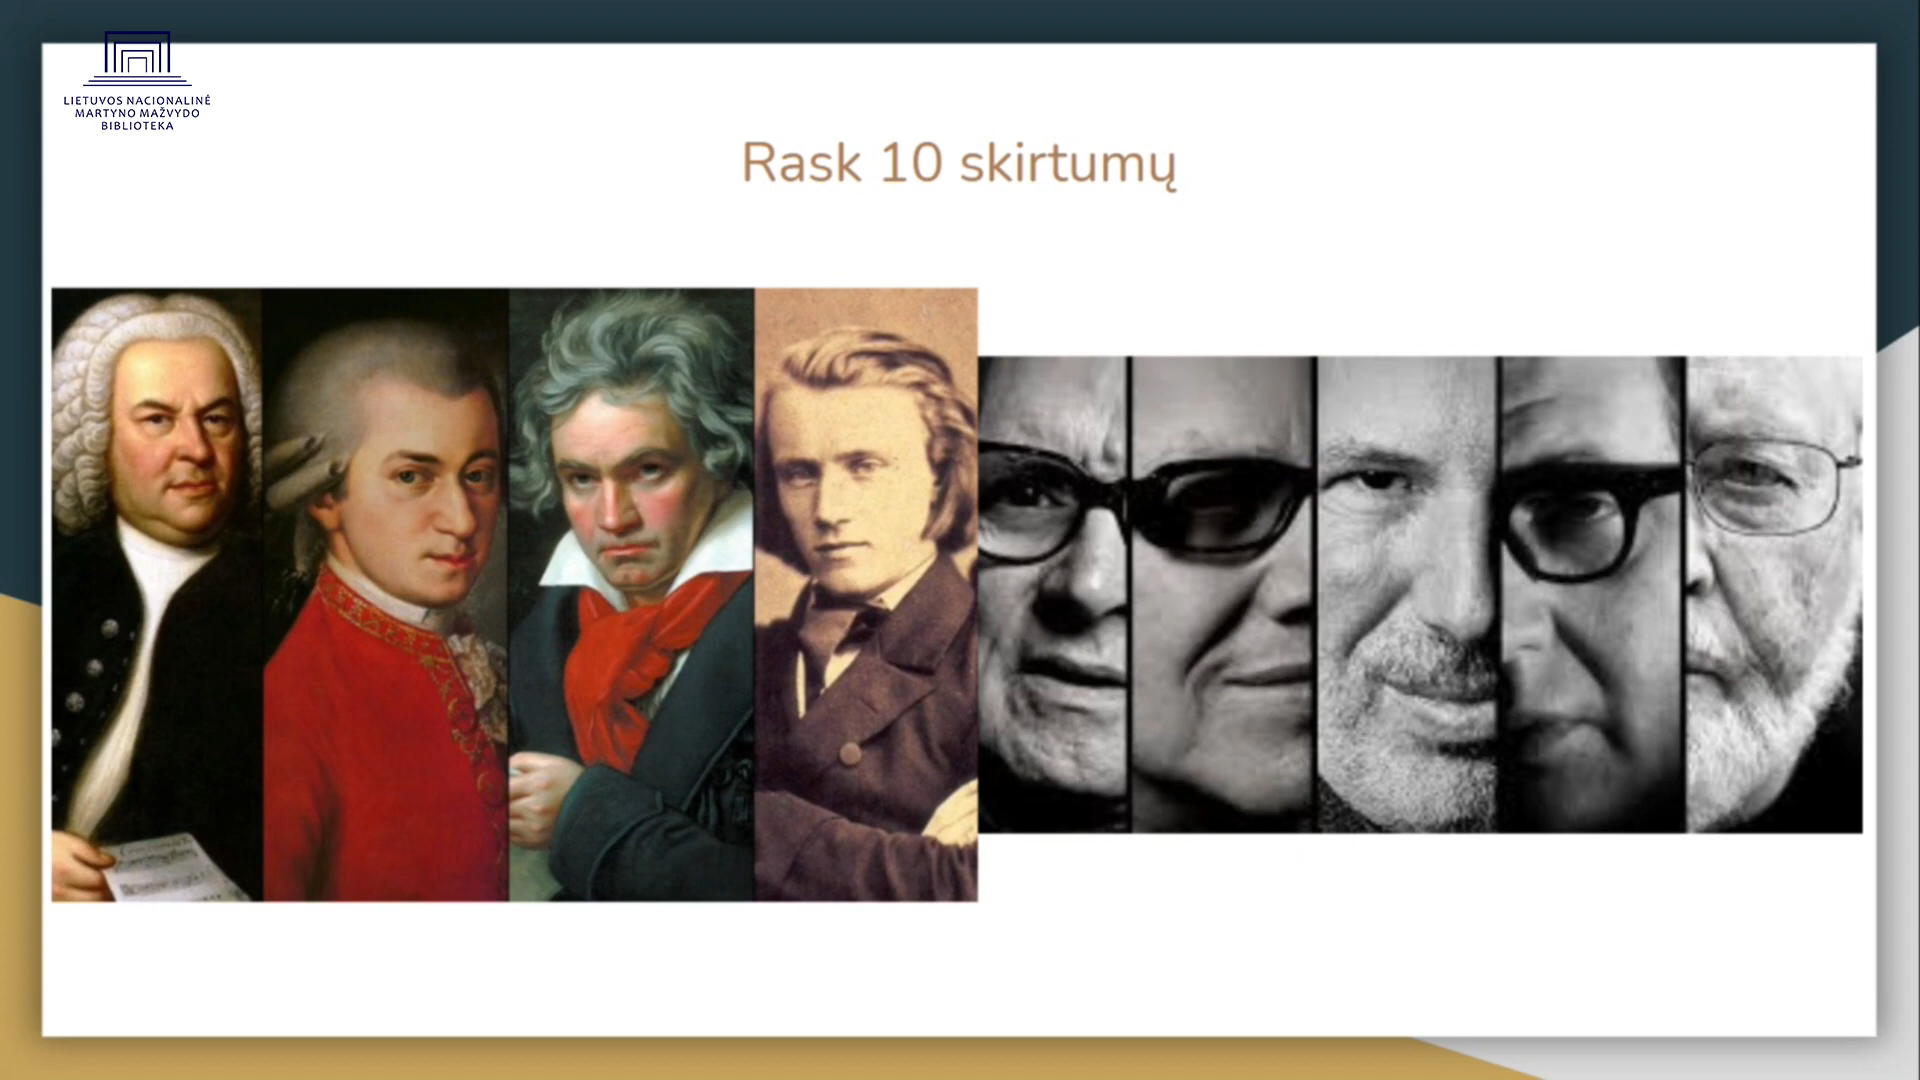 LIETUVOS NACIONALINĖ
MARTYNO MAŽVYDO
BIBLIOTEKA
Rask 10 skirtumų